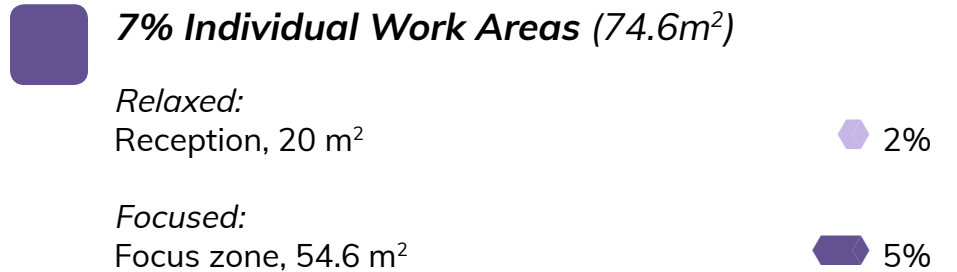 7% Individual Work Areas (74.6m²)
Relaxed:
Reception, 20 m² 2%
Focused:
Focus zone, 54.6 m² 5%